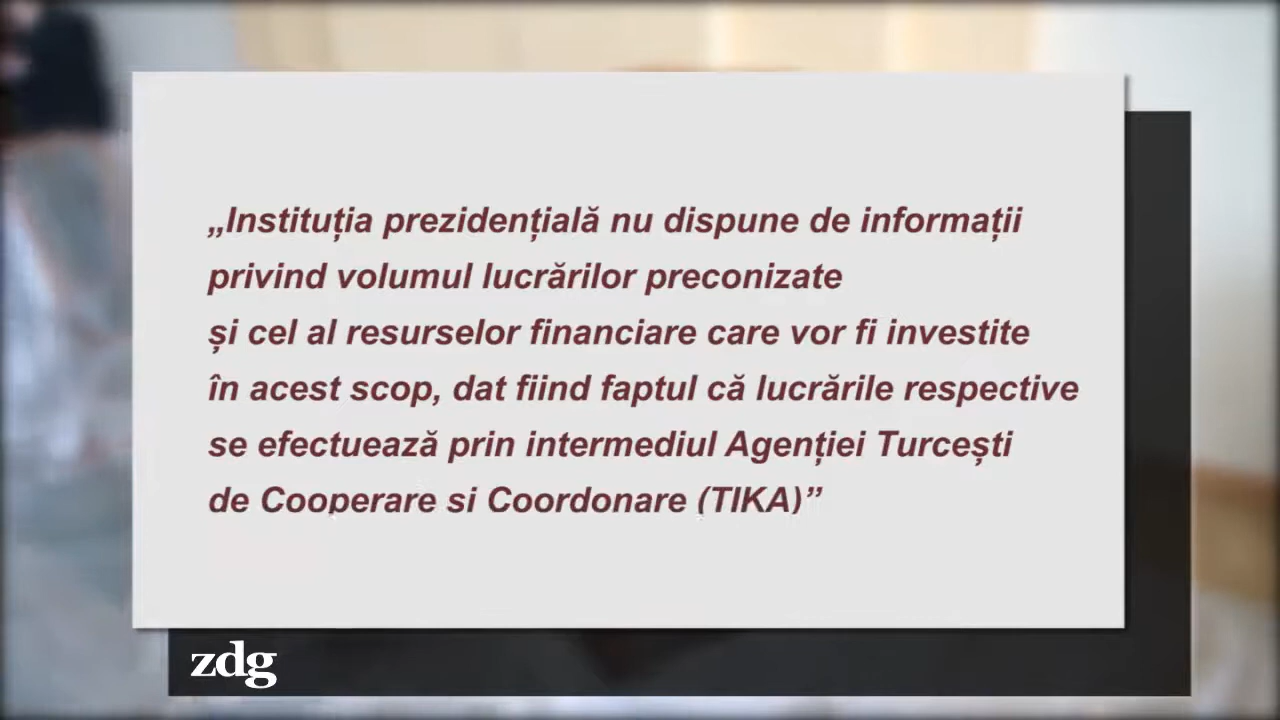 „Instituția prezidențială nu dispune de informații
privind volumul lucrărilor preconizate
și cel al resurselor financiare care vor fi investite
în acest scop, dat fiind faptul că lucrările respective
se efectuează prin intermediul Agenției Turcești
de Cooperare si Coordonare (TIKA)”
zdg